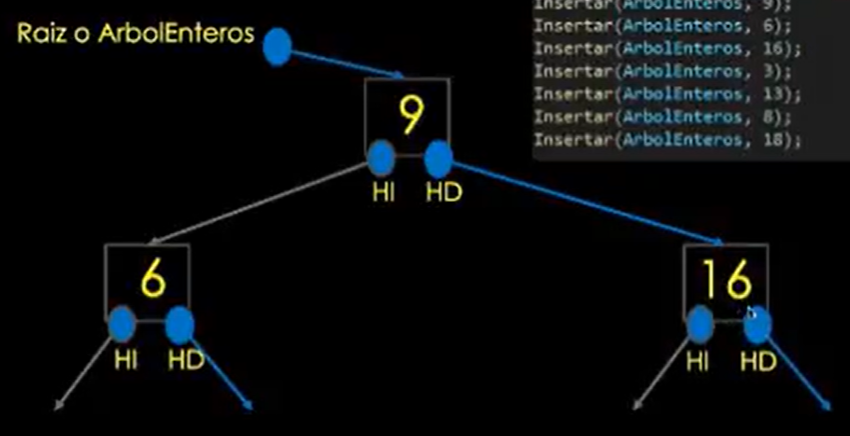 Raiz o ArbolEnteros
Insertar(ArbolEnteros, 9);
Insertar(ArbolEnteros, 6);
Insertar(ArbolEnteros, 16);
Insertar(ArbolEnteros, 3);
Insertar(ArbolEnteros, 13);
Insertar(ArbolEnteros, 8);
Insertar(ArbolEnteros, 18);
9
HI HD
6 16
HI HD HI HD